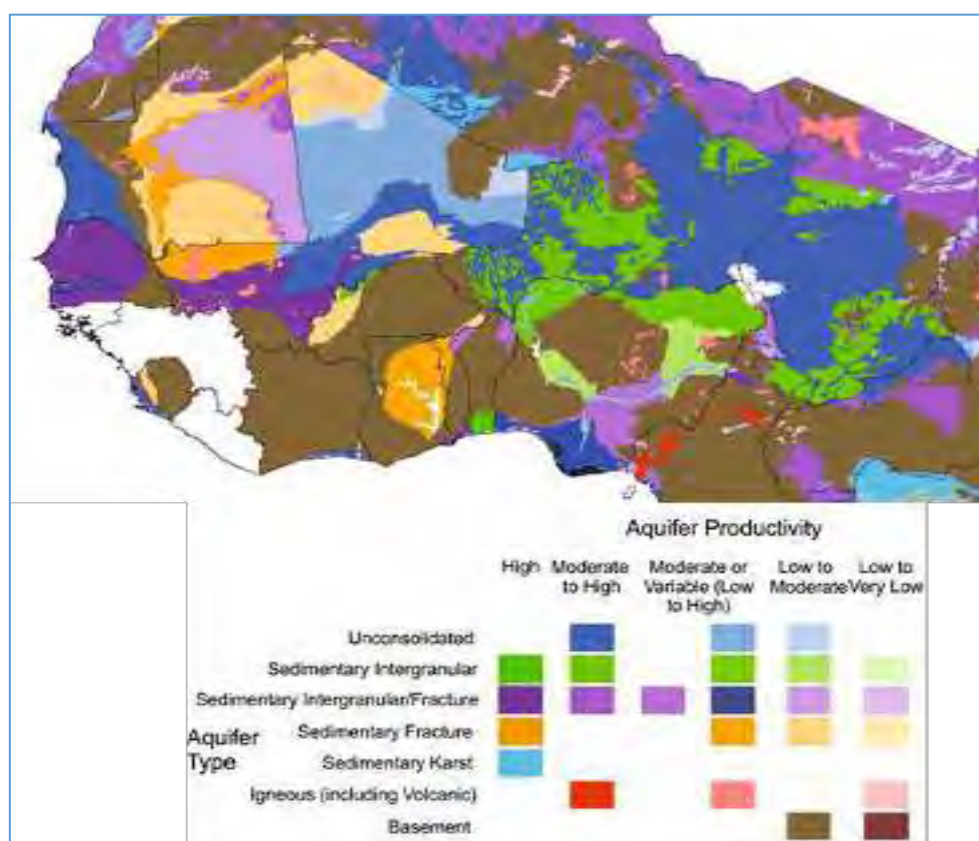 Aquifer Productivity
High Moderate to High Moderate or Variable (Low to High) Low to Moderate Low to Very Low
Unconsolidated
Sedimentary Intergranular
Sedimentary Intergranular/Fracture
Sedimentary Fracture
Aquifer Type
Sedimentary Karst
Igneous (including Volcanic)
Basement